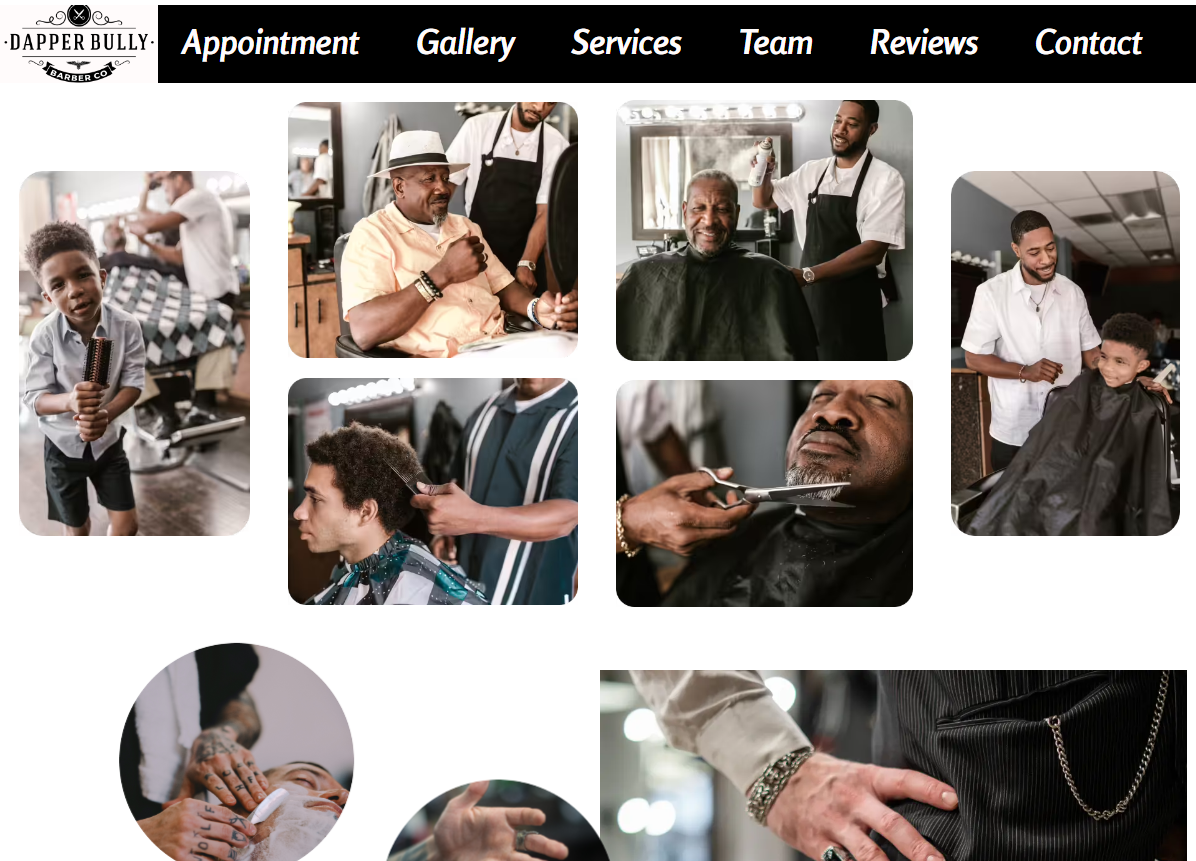 ·DAPPER BULLY·
BARBER CO
Appointment Gallery Services Team Reviews Contact